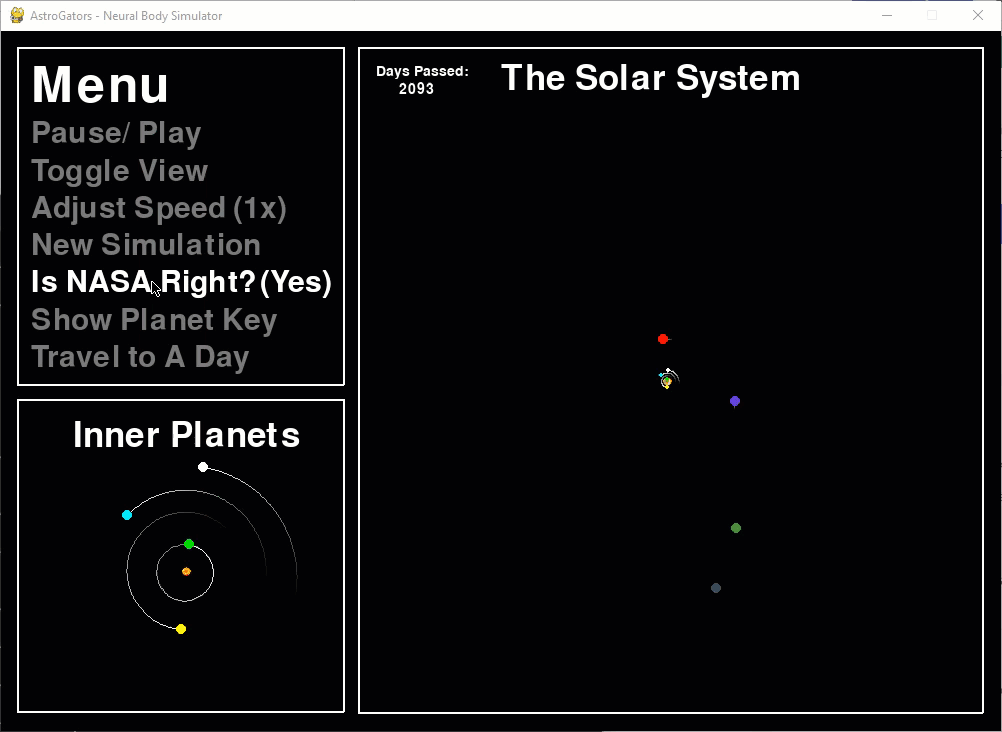 AstroGators - Neural Body Simulator
Menu
Pause/ Play
Toggle View
Adjust Speed (1x)
New Simulation
Is NASA Right? (Yes)
Show Planet Key
Travel to A Day
Inner Planets
Days Passed:
2093
The Solar System